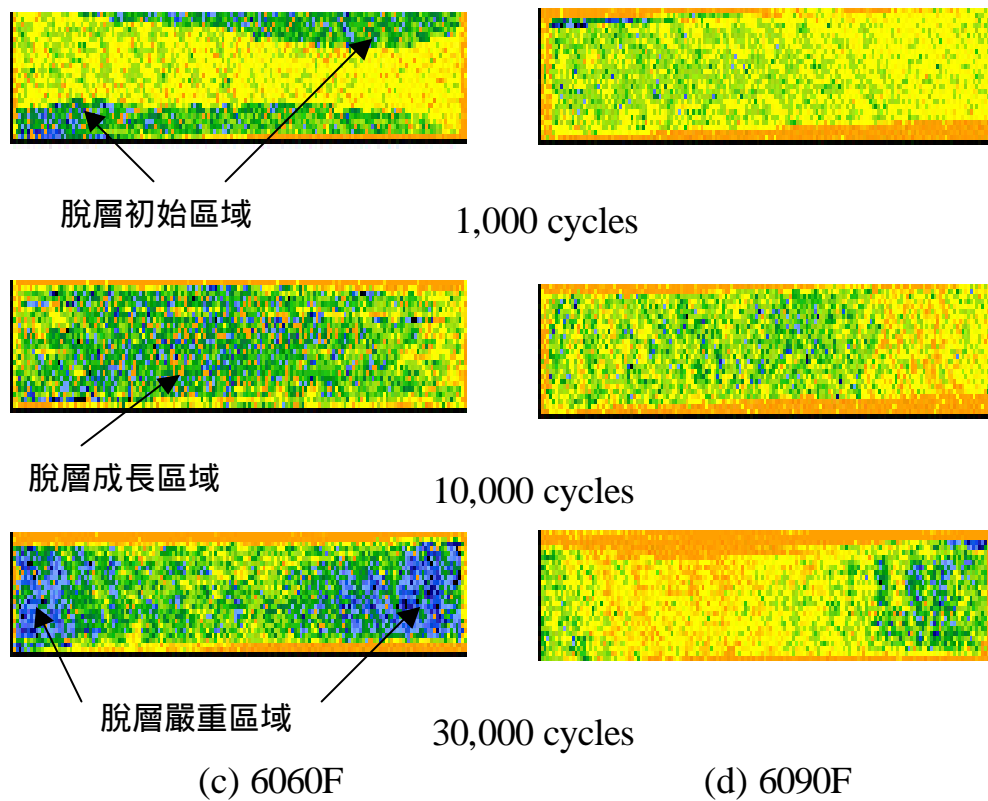 脫層初始區域
1,000 cycles
脫層成長區域
10,000 cycles
脫層嚴重區域
30,000 cycles
(c) 6060F
(d) 6090F